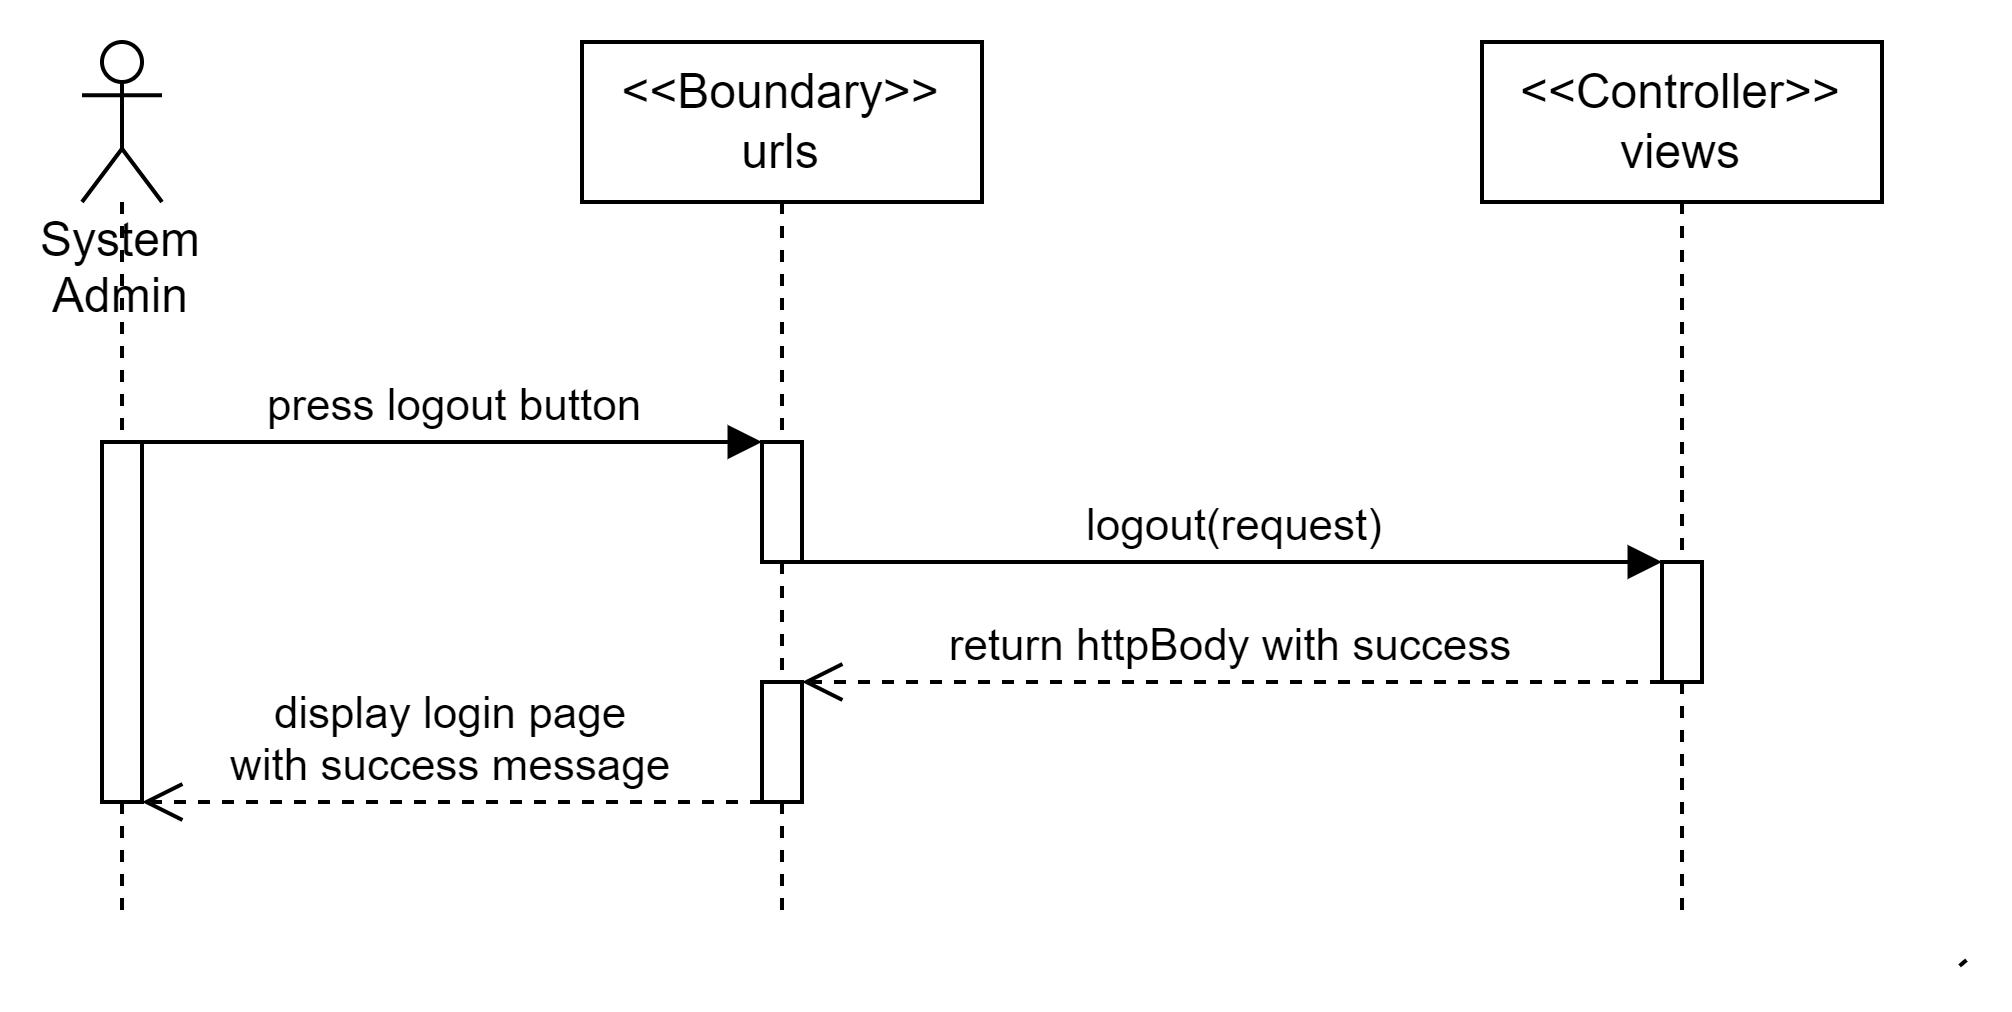 <<Boundary>>
urls
<<Controller>>
views
System
Admin
press logout button
logout(request)
return httpBody with success
display login page
with success message